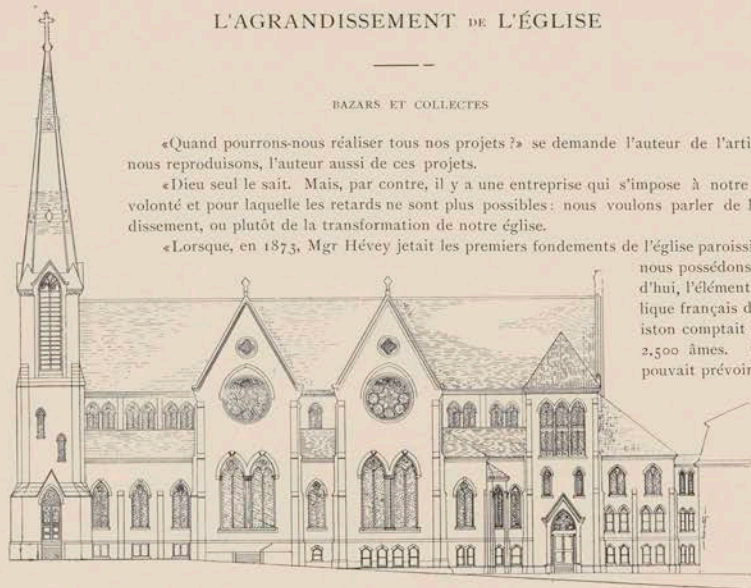 L'AGRANDISSEMENT DE L'ÉGLISE
BAZARS ET COLLECTES
«Quand pourrons-nous réaliser tous nos projets?» se demande l'auteur de l'arti
nous reproduisons, l'auteur aussi de ces projets.
«Dieu seul le sait. Mais, par contre, il y a une entreprise qui s'impose à notre
volonté et pour laquelle les retards ne sont plus possibles: nous voulons parler de l
dissement, ou plutôt de la transformation de notre église.
«Lorsque, en 1873, Mgr Hévey jetait les premiers fondements de l'église paroissi
nous possédons
d'hui, l'élément
lique français d
iston comptait
2.500 âmes.
pouvait prévoir